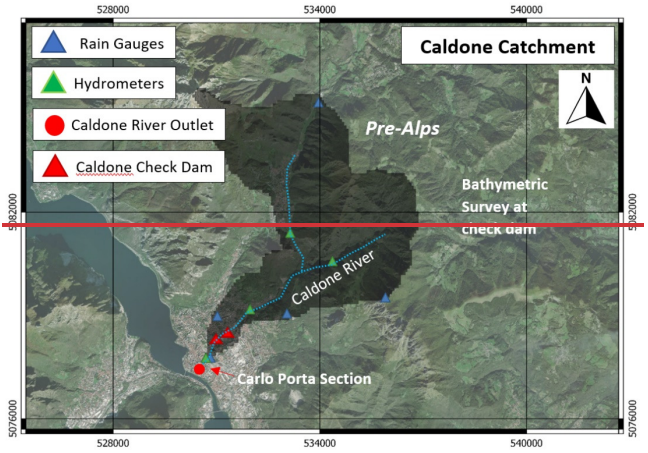 528000
534000
540000
Rain Gauges
Hydrometers
Caldone River Outlet
Caldone Check Dam
Caldone Catchment
N
Pre-Alps
Bathymetric
Survey at
check dam
5082000
5082000
Caldone River
Carlo Porta Section
5076000
5076000
528000
534000
540000